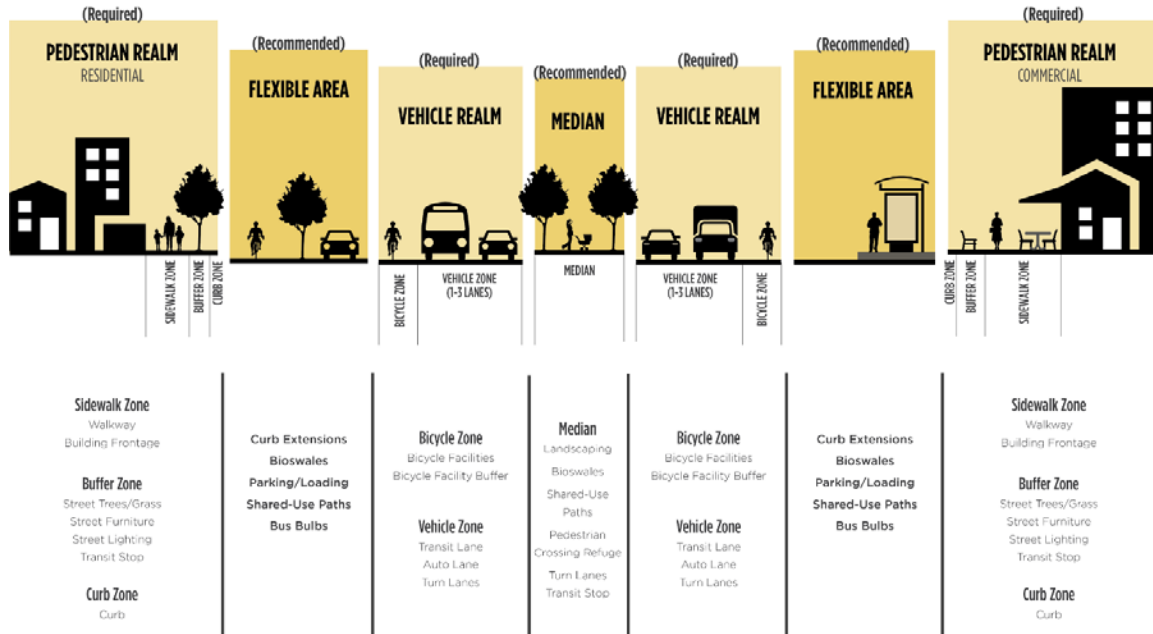 (Required)
PEDESTRIAN REALM
RESIDENTIAL
(Recommended)
FLEXIBLE AREA
(Required)
VEHICLE REALM
(Recommended)
MEDIAN
(Required)
VEHICLE REALM
(Recommended)
FLEXIBLE AREA
(Required)
PEDESTRIAN REALM
COMMERCIAL
SIDEWALK ZONE
BUFFER ZONE
CURB ZONE
BICYCLE ZONE
VEHICLE ZONE
(1-3 LANES)
MEDIAN
VEHICLE ZONE
(1-3 LANES)
BICYCLE ZONE
CURB ZONE
BUFFER ZONE
SIDEWALK ZONE
Sidewalk Zone
Walkway
Building Frontage
Buffer Zone
Street Trees/Grass
Street Furniture
Street Lighting
Transit Stop
Curb Zone
Curb
Curb Extensions
Bioswales
Parking/Loading
Shared-Use Paths
Bus Bulbs
Bicycle Zone
Bicycle Facilities
Bicycle Facility Buffer
Vehicle Zone
Transit Lane
Auto Lane
Turn Lanes
Median
Landscaping
Bioswales
Shared-Use
Paths
Pedestrian
Crossing Refuge
Turn Lanes
Transit Stop
Bicycle Zone
Bicycle Facilities
Bicycle Facility Buffer
Vehicle Zone
Transit Lane
Auto Lane
Turn Lanes
Curb Extensions
Bioswales
Parking/Loading
Shared-Use Paths
Bus Bulbs
Sidewalk Zone
Walkway
Building Frontage
Buffer Zone
Street Trees/Grass
Street Furniture
Street Lighting
Transit Stop
Curb Zone
Curb